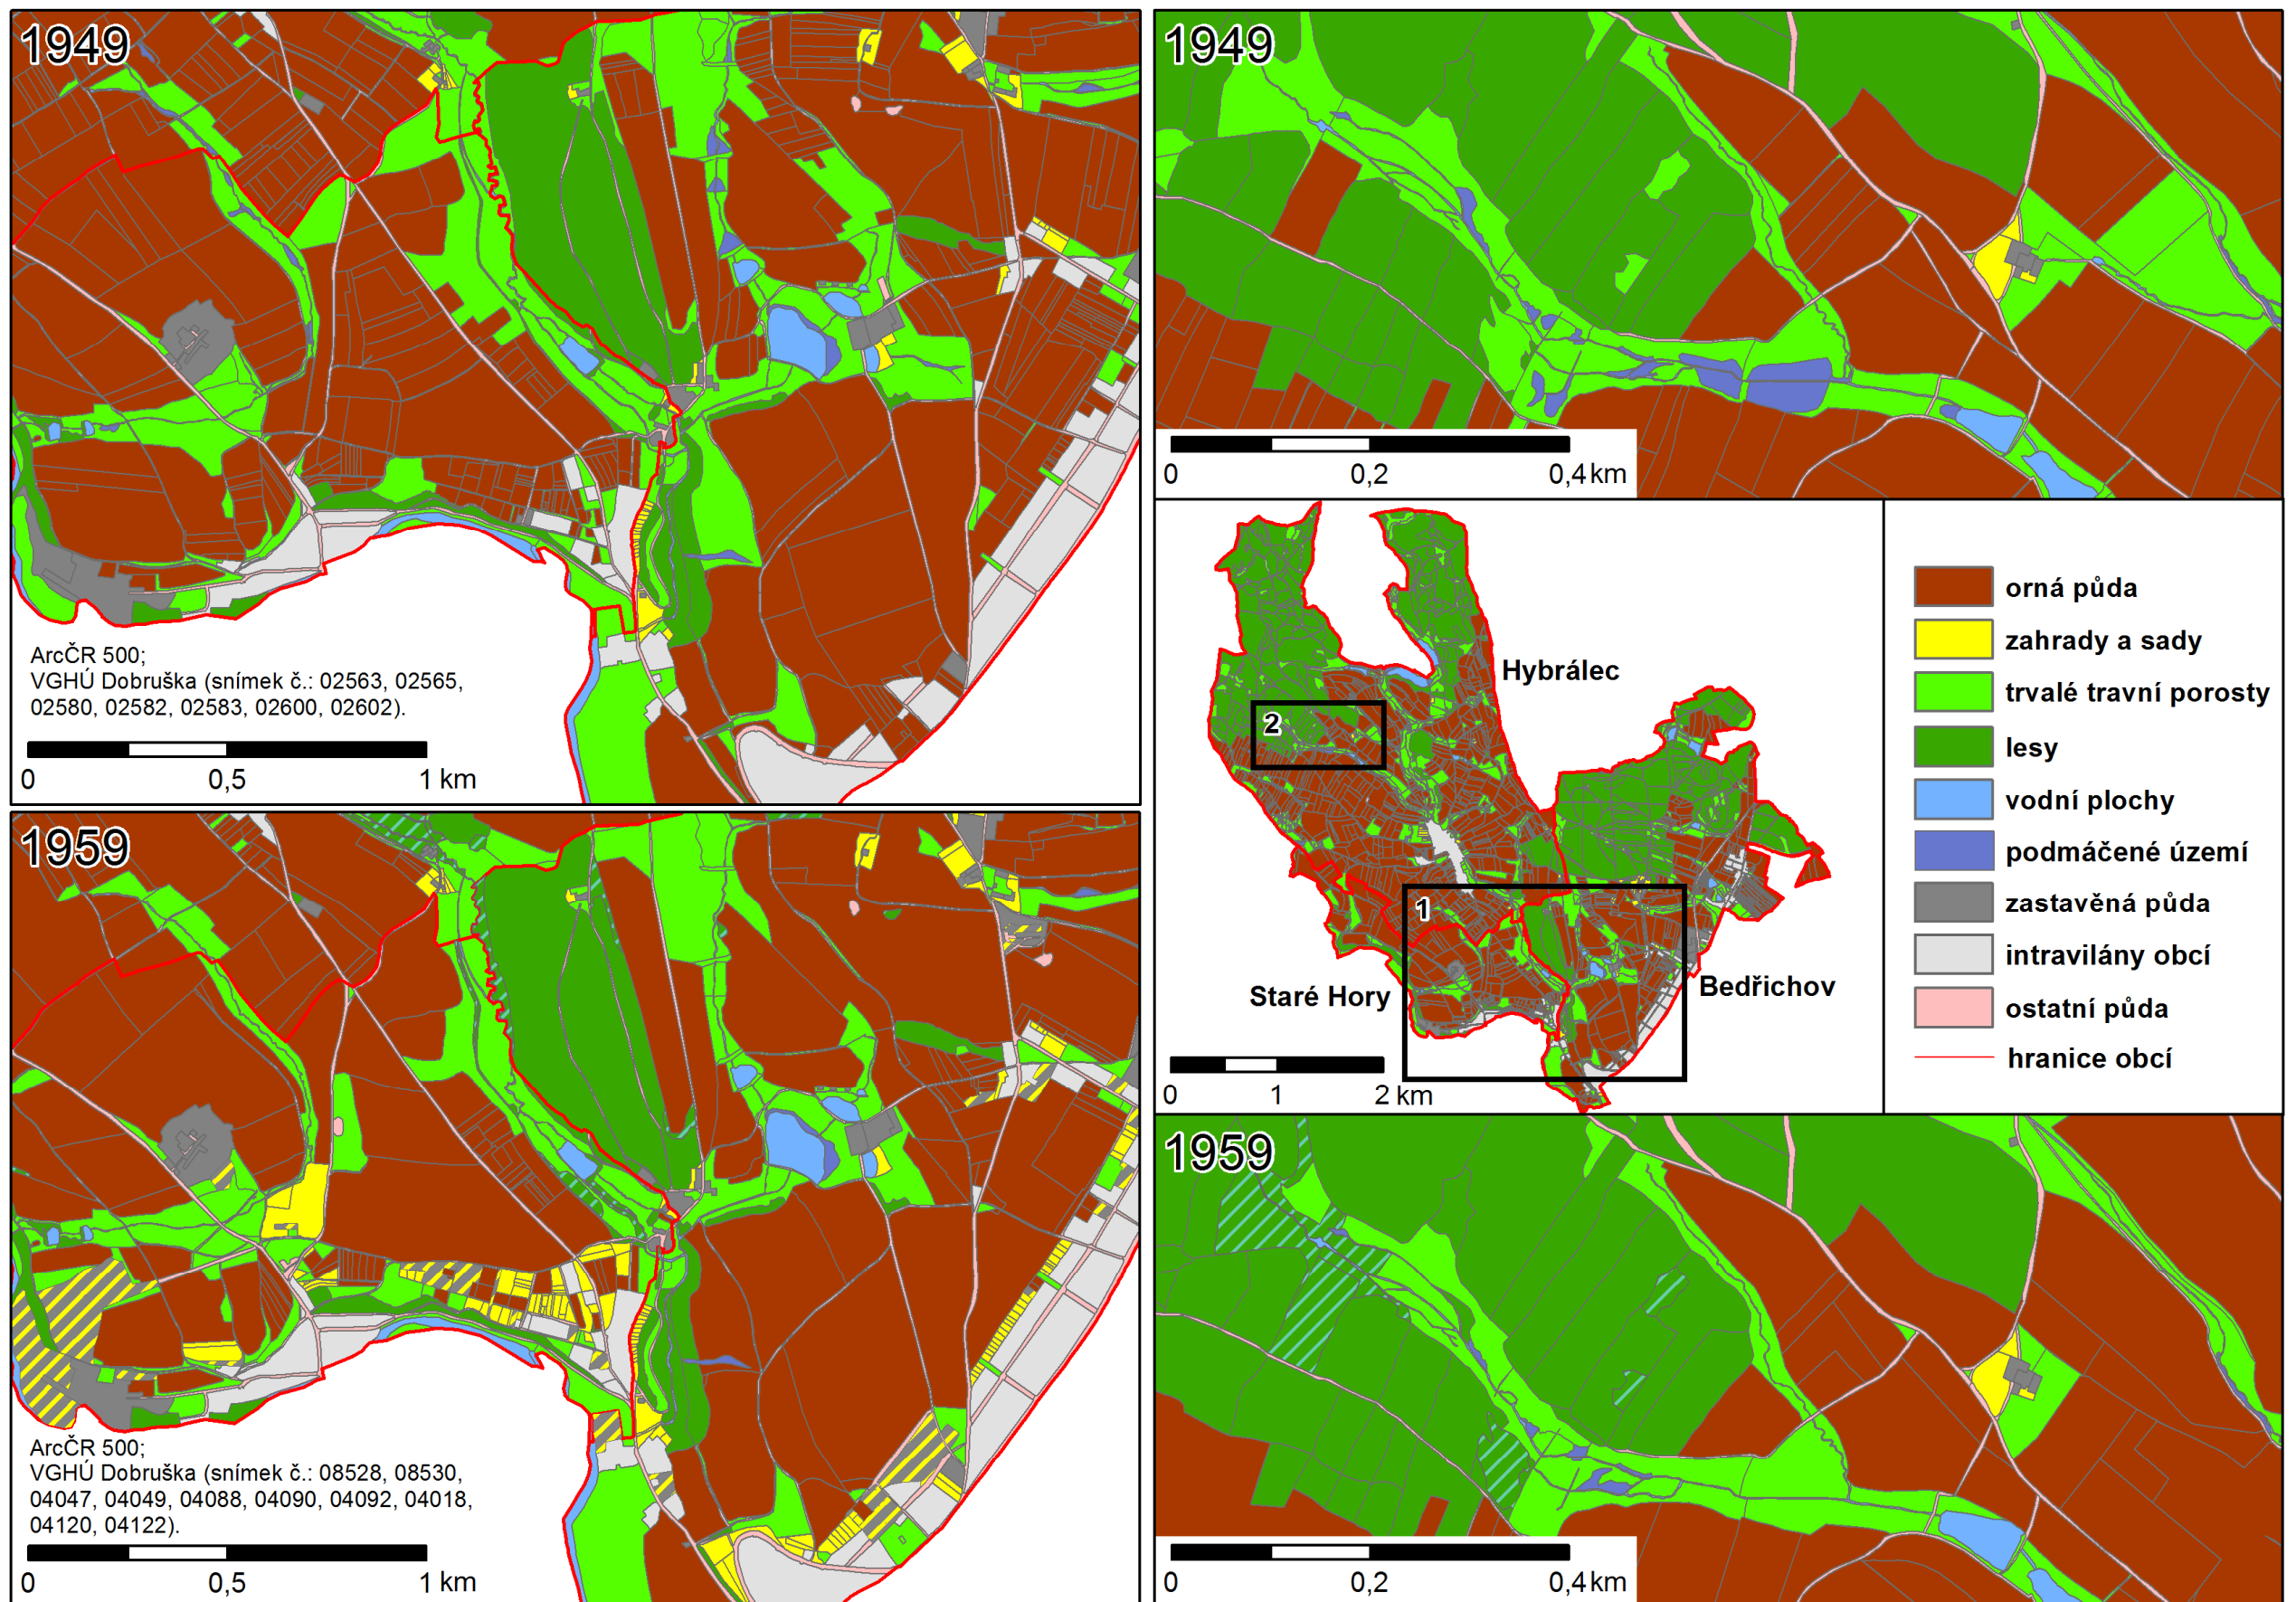 1949
ArcČR 500;
VGHÚ Dobruška (snímek č.: 02563, 02565,
02580, 02582, 02583, 02600, 02602).
0 0,5 1 km
1959
ArcČR 500;
VGHÚ Dobruška (snímek č.: 08528, 08530,
04047, 04049, 04088, 04090, 04092, 04018,
04120, 04122).
0 0,5 1 km
1949
0 0,2 0,4 km
2
Hybrálec
1
Staré Hory
Bedřichov
0 1 2 km
orná půda
zahrady a sady
trvalé travní porosty
lesy
vodní plochy
podmáčené území
zastavěná půda
intravilány obcí
ostatní půda
hranice obcí
1959
0 0,2 0,4 km